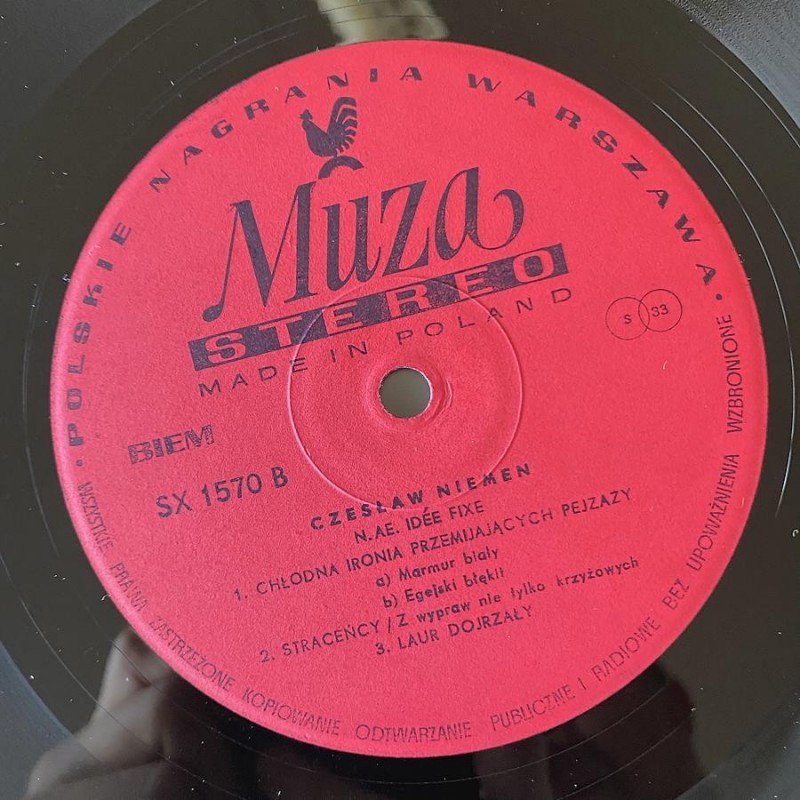 • POLSKIE NAGRANIA WARSZAWA •
Muza
STEREO
MADE IN POLAND
S 33
BIEM
SX 1570 B
CZESŁAW NIEMEN
N. AE. IDÉE FIXE
1. CHŁODNA IRONIA PRZEMIJAJĄCYCH PEJZAŻY
a) Marmur biały
b) Egejski błękit
2. STRACEŃCY / Z wypraw nie tylko krzyżowych
3. LAUR DOJRZAŁY
WSZYSTKIE PRAWA ZASTRZEŻONE KOPIOWANIE ODTWARZANIE PUBLICZNE I RADIOWE BEZ UPOWAŻNIENIA WZBRONIONE